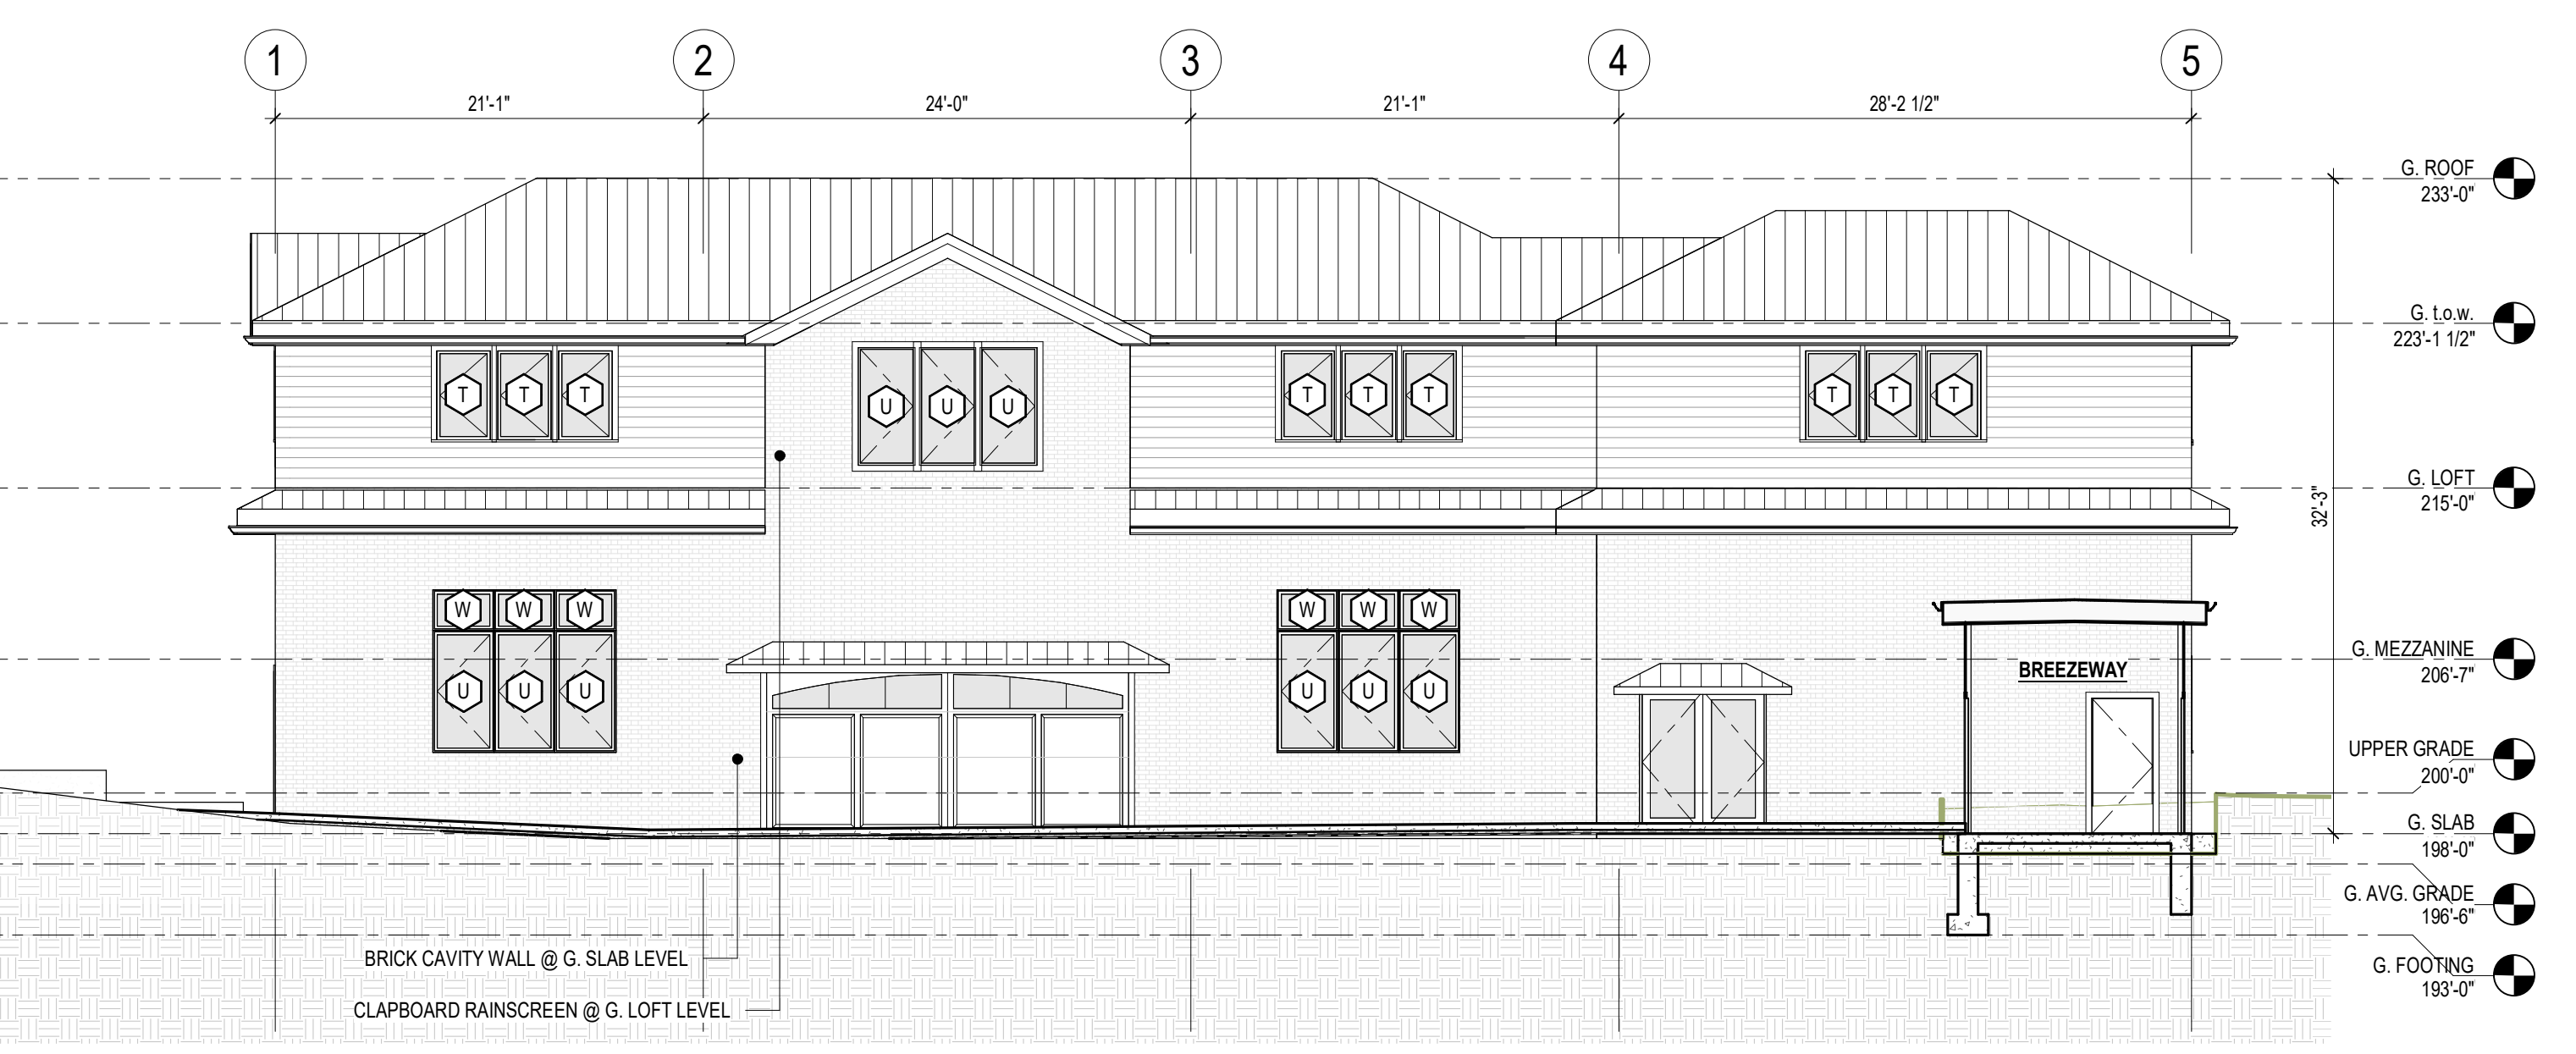 1 2 3 4 5
21'-1" 24'-0" 21'-1" 28'-2 1/2"
G. ROOF
233'-0"
G. t.o.w.
223'-1 1/2"
T T T U U U T T T T T T
G. LOFT
215'-0"
32'-3"
W W W W W W
U U U U U U
BREEZEWAY
G. MEZZANINE
206'-7"
UPPER GRADE
200'-0"
G. SLAB
198'-0"
G. AVG. GRADE
196'-6"
BRICK CAVITY WALL @ G. SLAB LEVEL
G. FOOTING
193'-0"
CLAPBOARD RAINSCREEN @ G. LOFT LEVEL